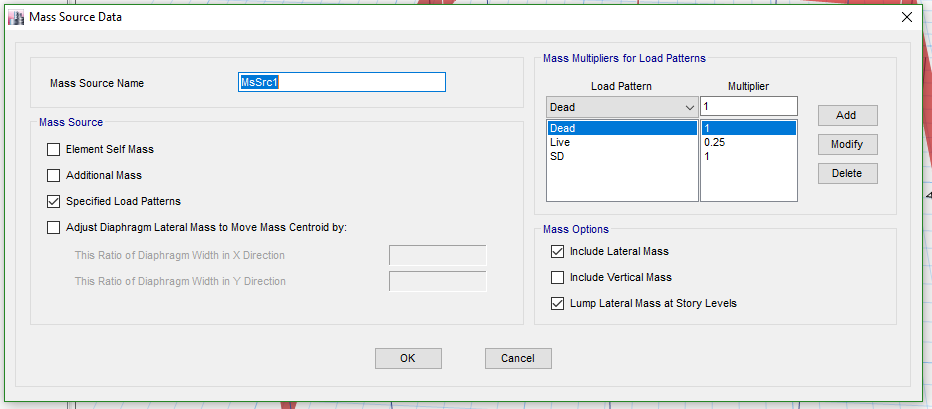 Mass Source Data
Mass Source Name
MsSrc1
Mass Source
Element Self Mass
Additional Mass
Specified Load Patterns
Adjust Diaphragm Lateral Mass to Move Mass Centroid by:
This Ratio of Diaphragm Width in X Direction
This Ratio of Diaphragm Width in Y Direction
Mass Multipliers for Load Patterns
Load Pattern Multiplier
Dead 1
Dead 1
Live 0.25
SD 1
Add
Modify
Delete
Mass Options
Include Lateral Mass
Include Vertical Mass
Lump Lateral Mass at Story Levels
OK Cancel